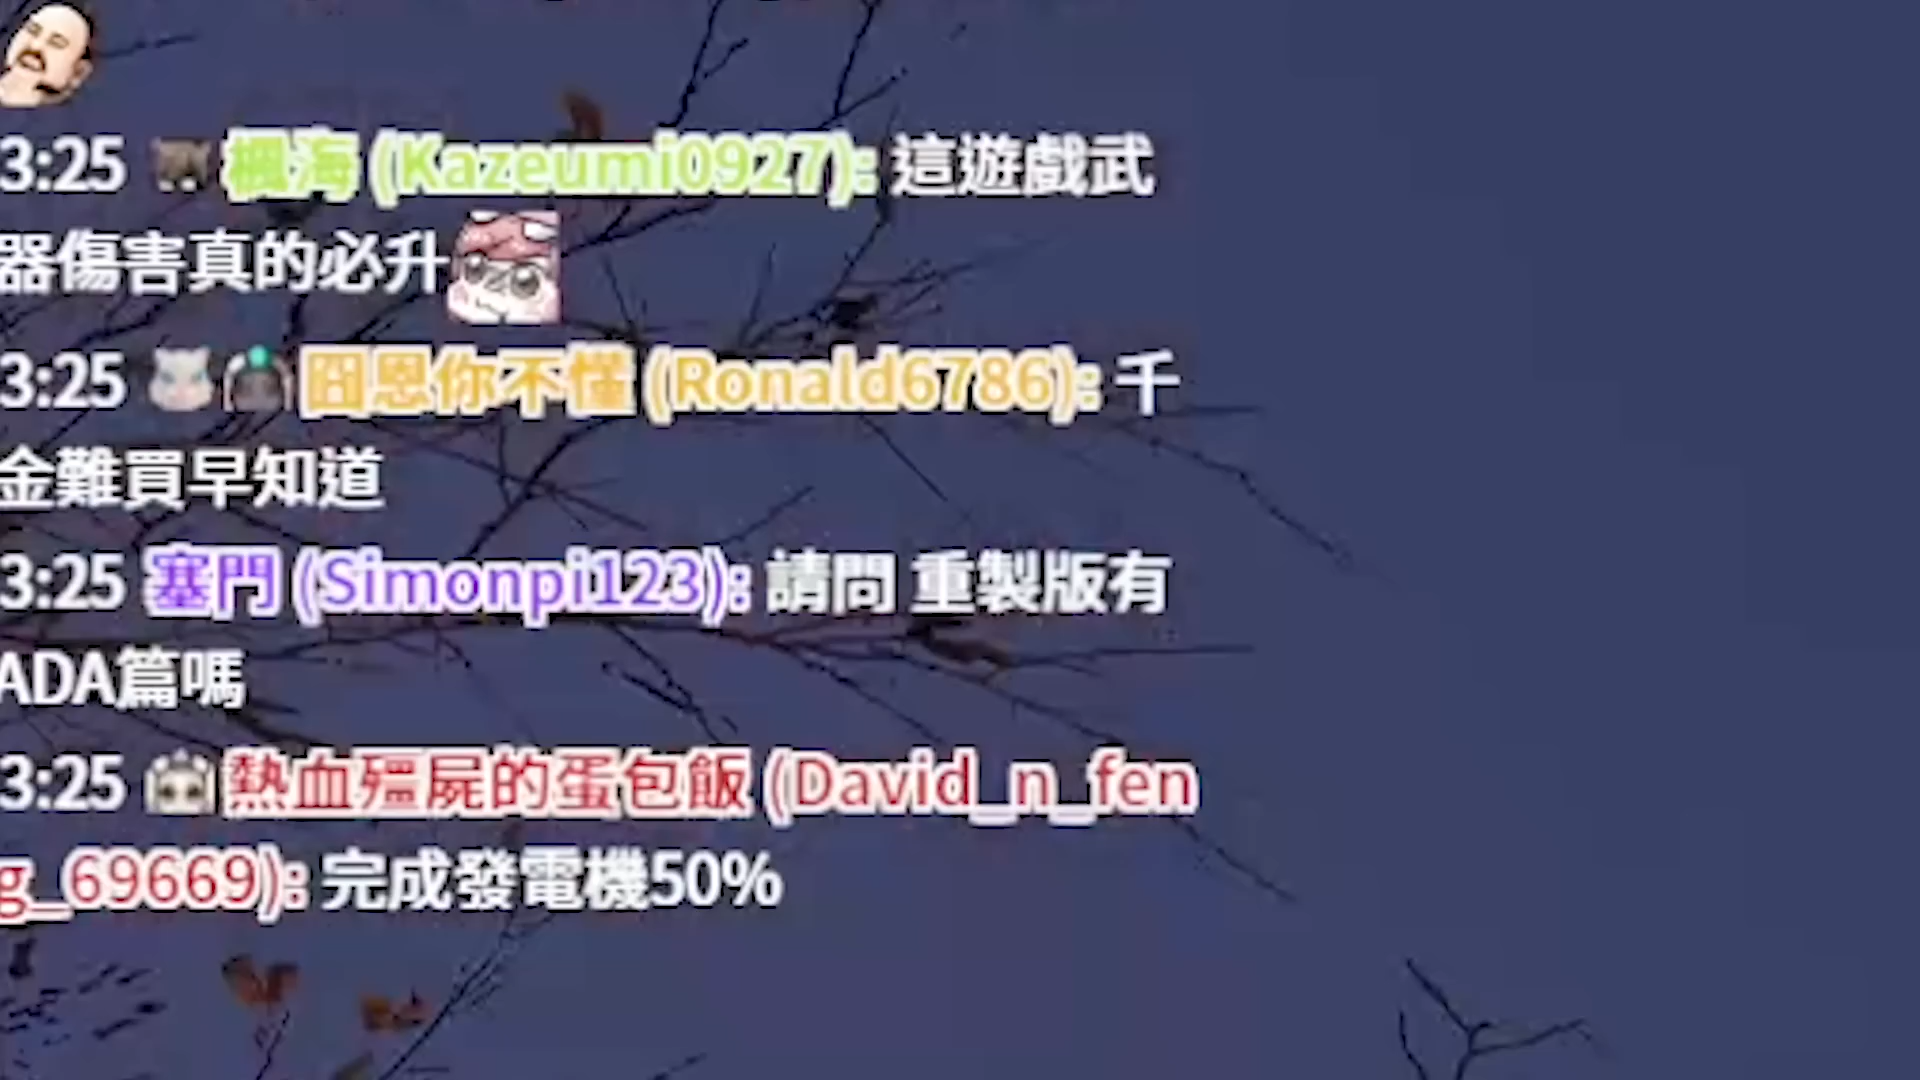 3:25 楓海 (Kazeumi0927): 這遊戲武
器傷害真的必升
3:25 囧恩你不懂 (Ronald6786): 千
金難買早知道
3:25 塞門 (Simonpi123): 請問 重製版有
ADA篇嗎
3:25 熱血殭屍的蛋包飯 (David_n_fen
g_69669): 完成發電機50%